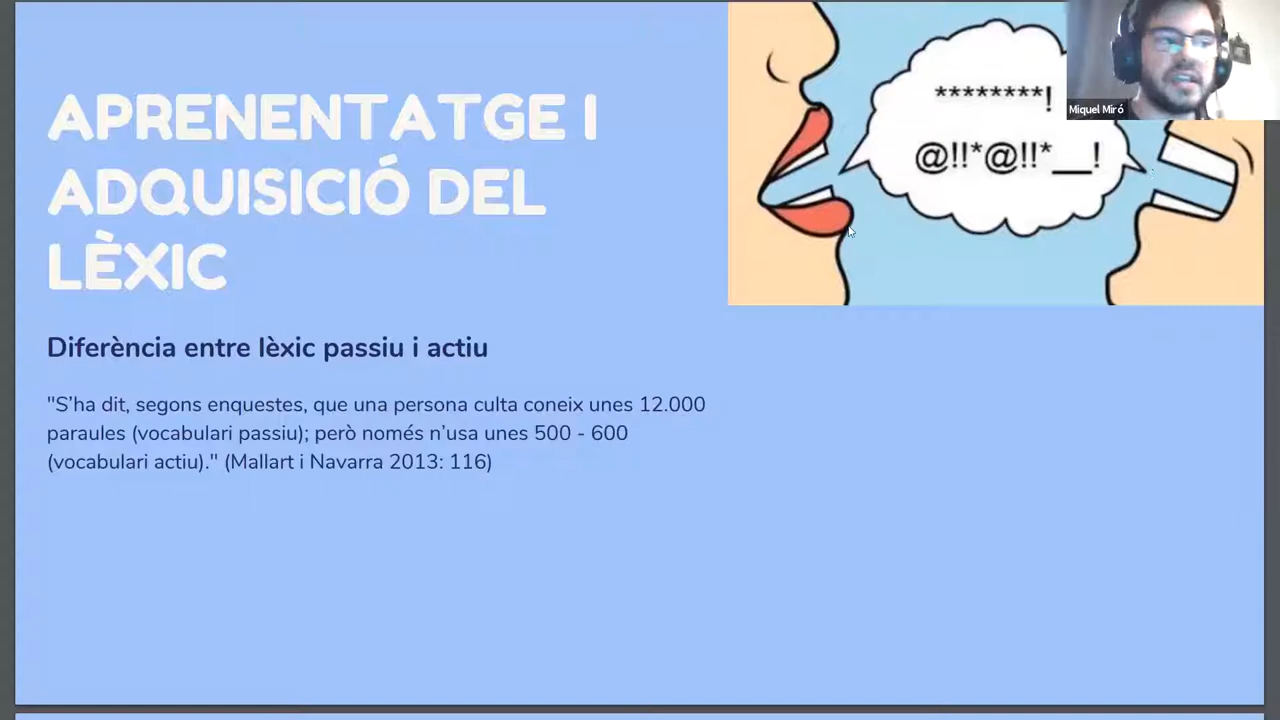 APRENENTATGE I
ADQUISICIÓ DEL
LÈXIC
********!
@!!*@!!*__!
Miquel Miró
Diferència entre lèxic passiu i actiu
"S’ha dit, segons enquestes, que una persona culta coneix unes 12.000
paraules (vocabulari passiu); però només n’usa unes 500 - 600
(vocabulari actiu)." (Mallart i Navarra 2013: 116)